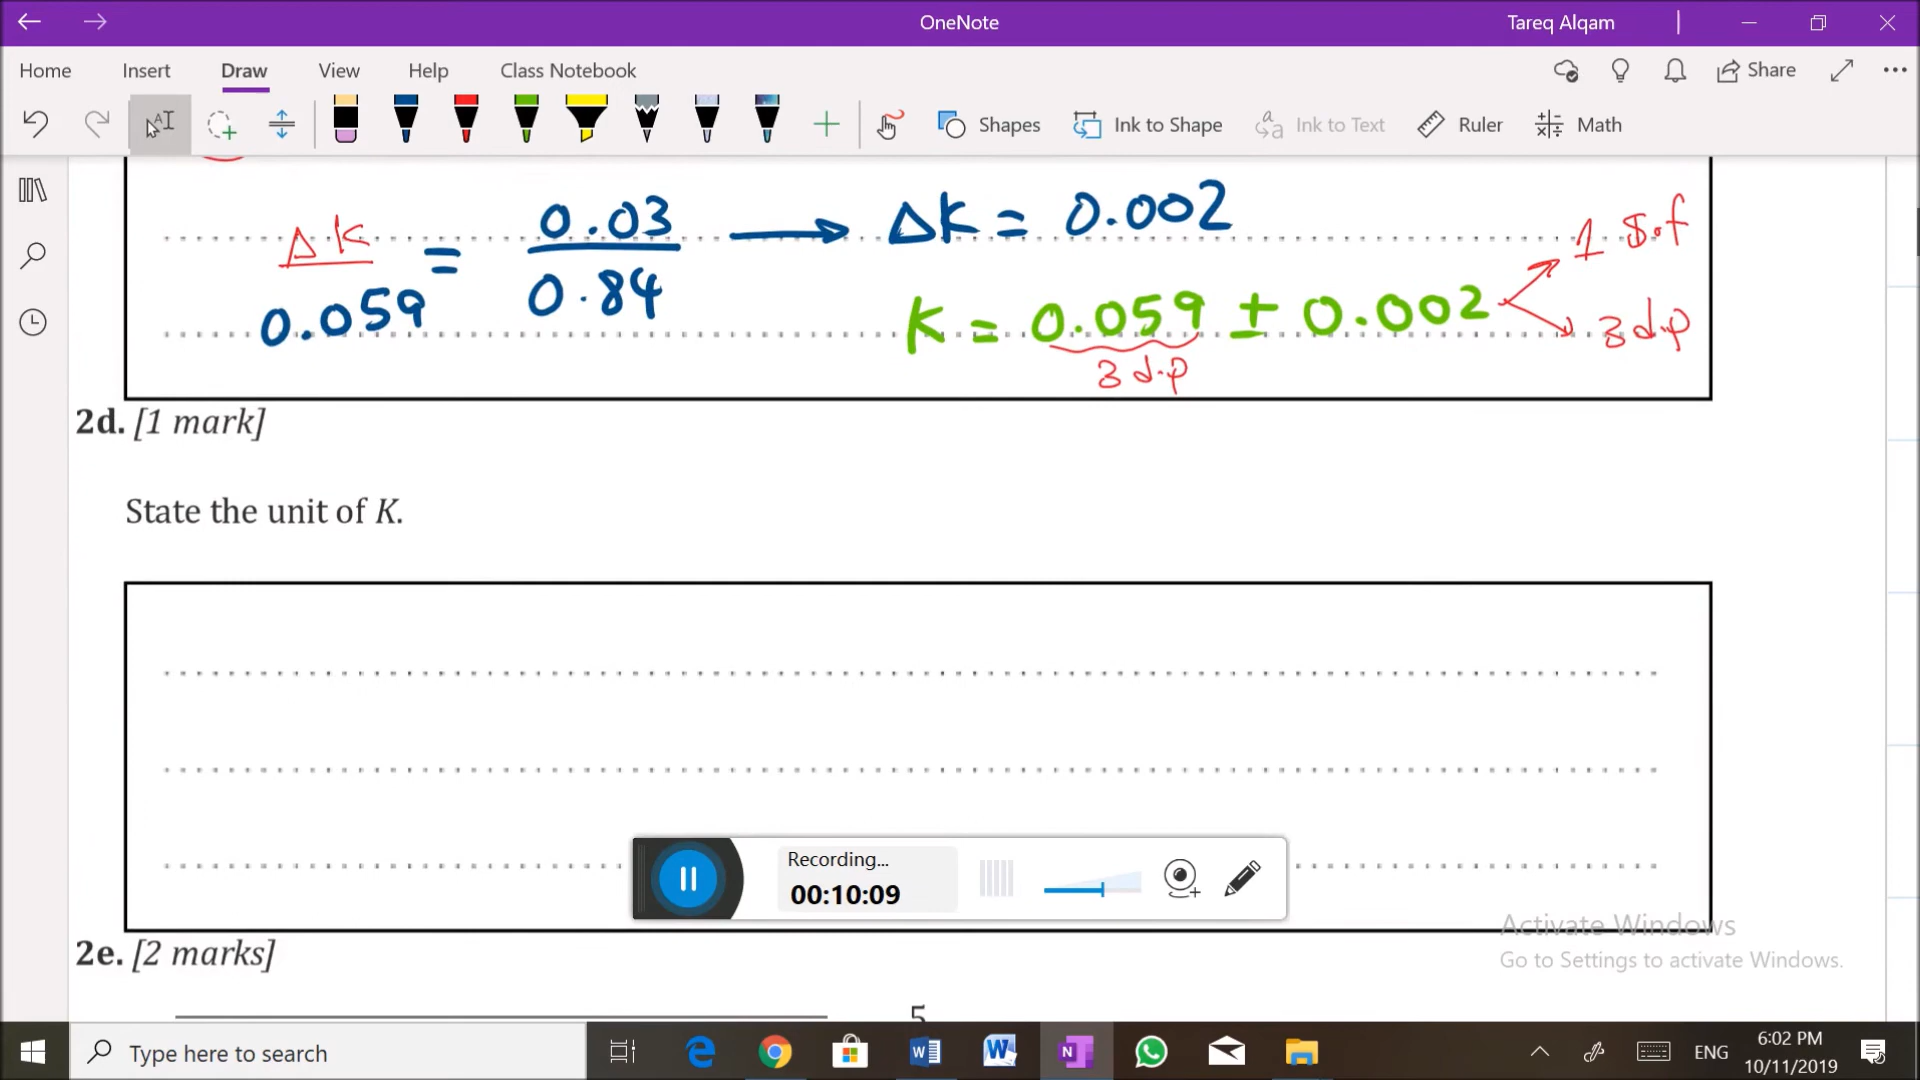 OneNote
Tareq Alqam
Home Insert Draw View Help Class Notebook
Share
Shapes Ink to Shape Ink to Text Ruler Math
Δk = 0.03 → Δk = 0.002
0.059 0.84
1 s.f
k = 0.059 ± 0.002
3 d.p
3 d.p
2d. [1 mark]
State the unit of K.
Recording...
00:10:09
Activate Windows
Go to Settings to activate Windows.
2e. [2 marks]
5
Type here to search
ENG
6:02 PM
10/11/2019